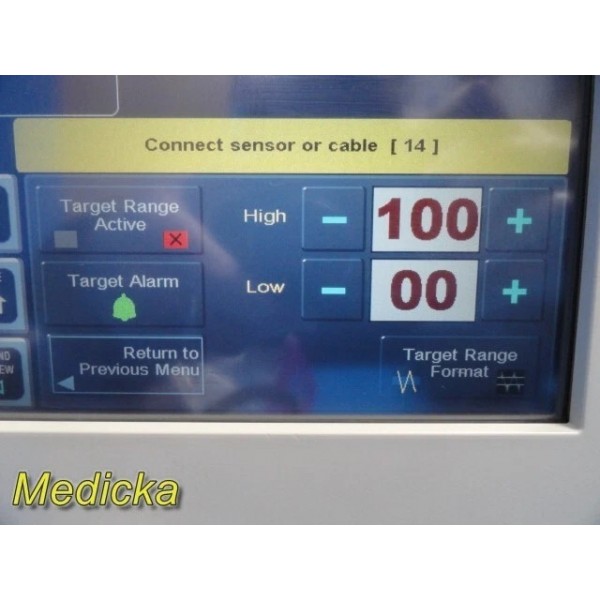 Connect sensor or cable [ 14 ]
Target Range
Active
High
100
Target Alarm
Low
00
Return to
Previous Menu
Target Range
Format
Medicka